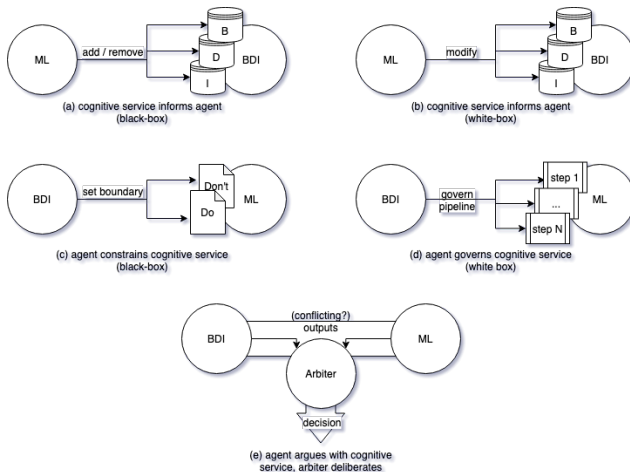 B
ML
add / remove
D
BDI
I
(a) cognitive service informs agent
(black-box)
B
ML
modify
D
BDI
I
(b) cognitive service informs agent
(white-box)
BDI
set boundary
Don't
ML
Do
(c) agent constrains cognitive service
(black-box)
step 1
BDI
govern
pipeline
...
ML
step N
(d) agent governs cognitive service
(white box)
(conflicting?)
BDI
outputs
ML
Arbiter
decision
(e) agent argues with cognitive
service, arbiter deliberates